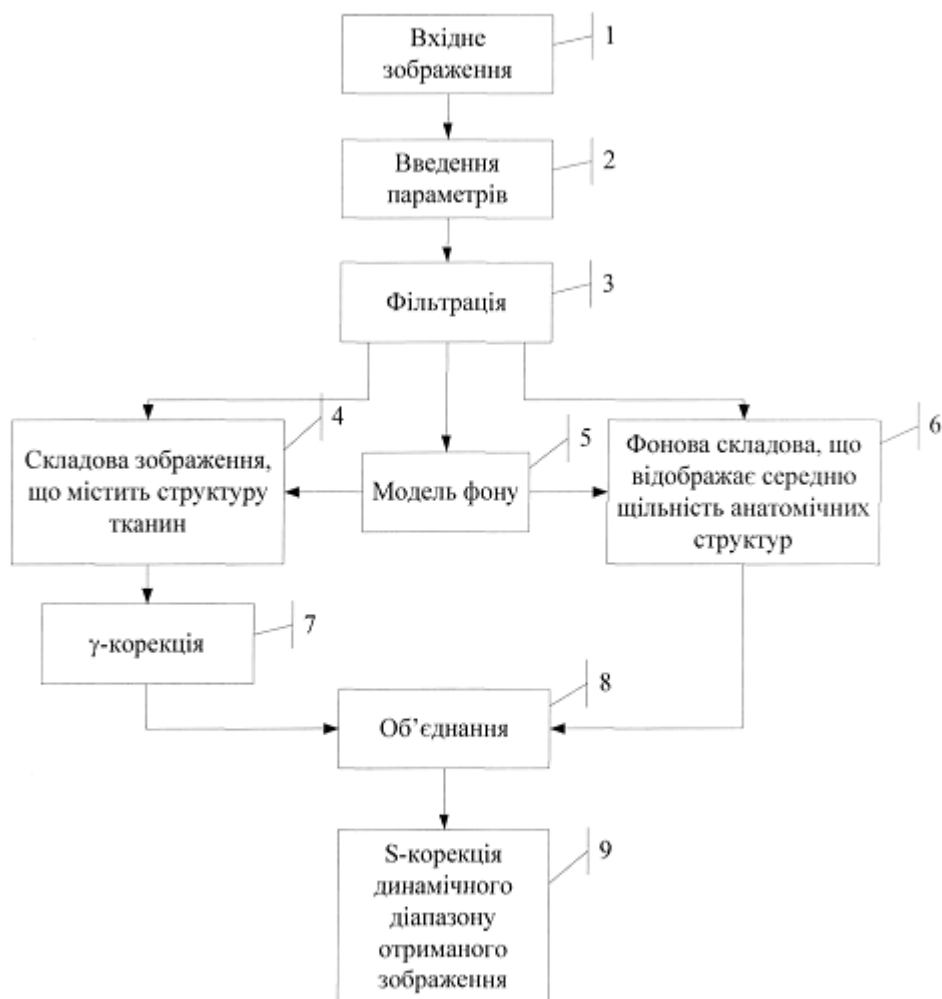 Вхідне
зображення
1
Введення
параметрів
2
Фільтрація
3
Складова зображення,
що містить структуру
тканин
4
Модель фону
5
Фонова складова, що
відображає середню
щільність анатомічних
структур
6
γ-корекція
7
Об’єднання
8
S-корекція
динамічного
діапазону
отриманого
зображення
9